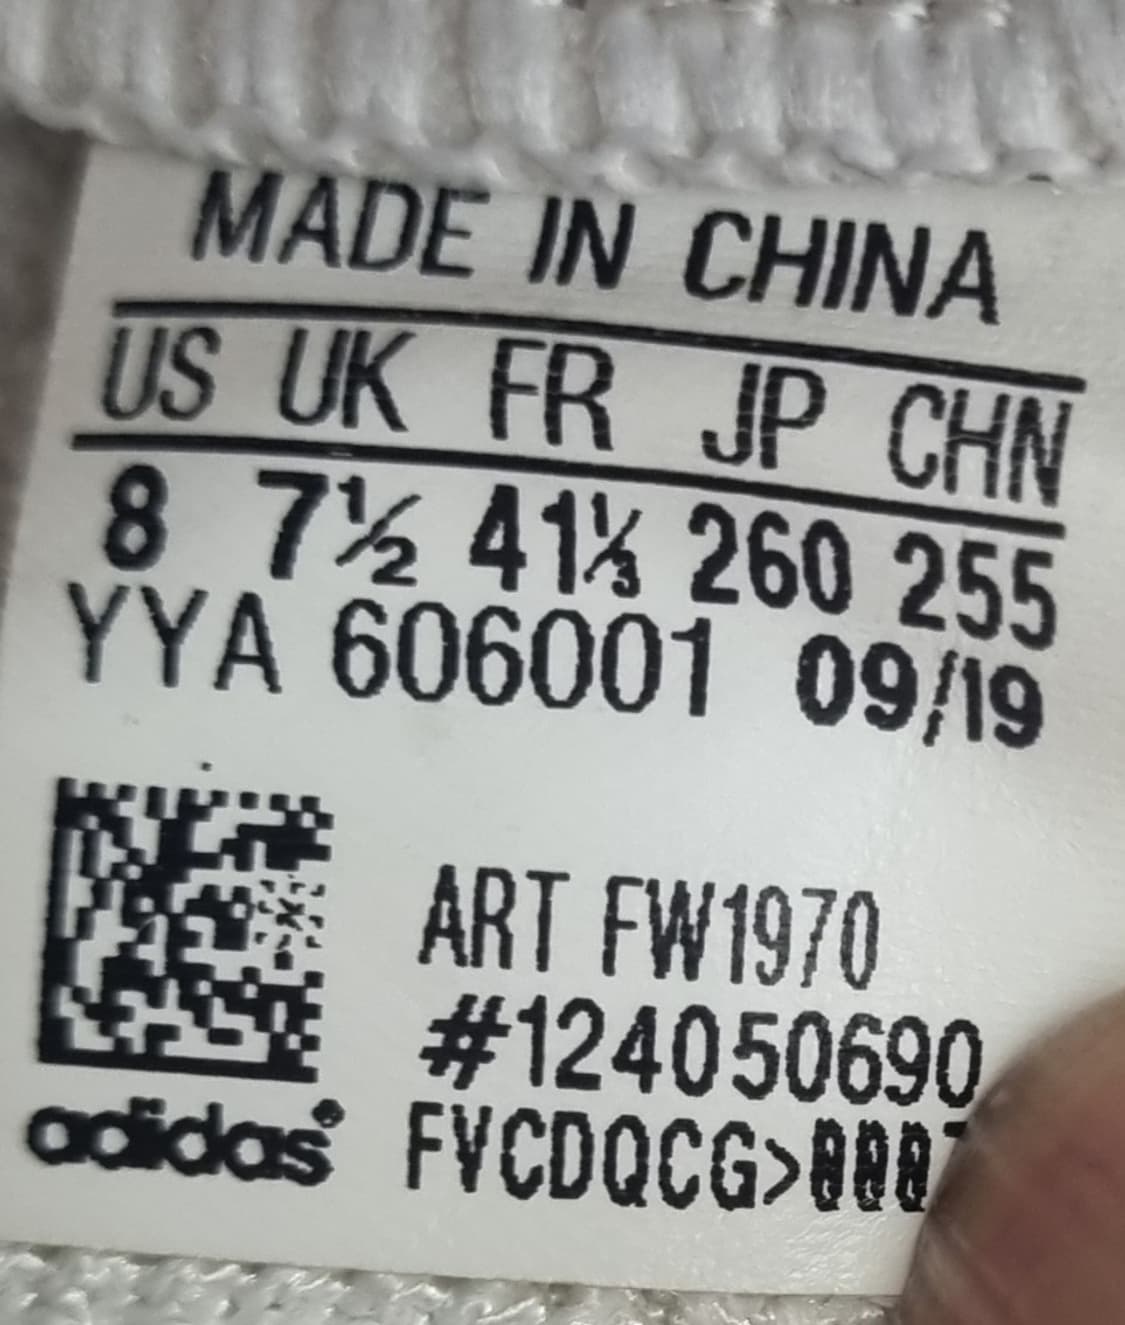 MADE IN CHINA
US UK FR JP CHN
8 7½ 41⅓ 260 255
YYA 606001 09/19
ART FW1970
#124050690
adidas® FVCDQCG>